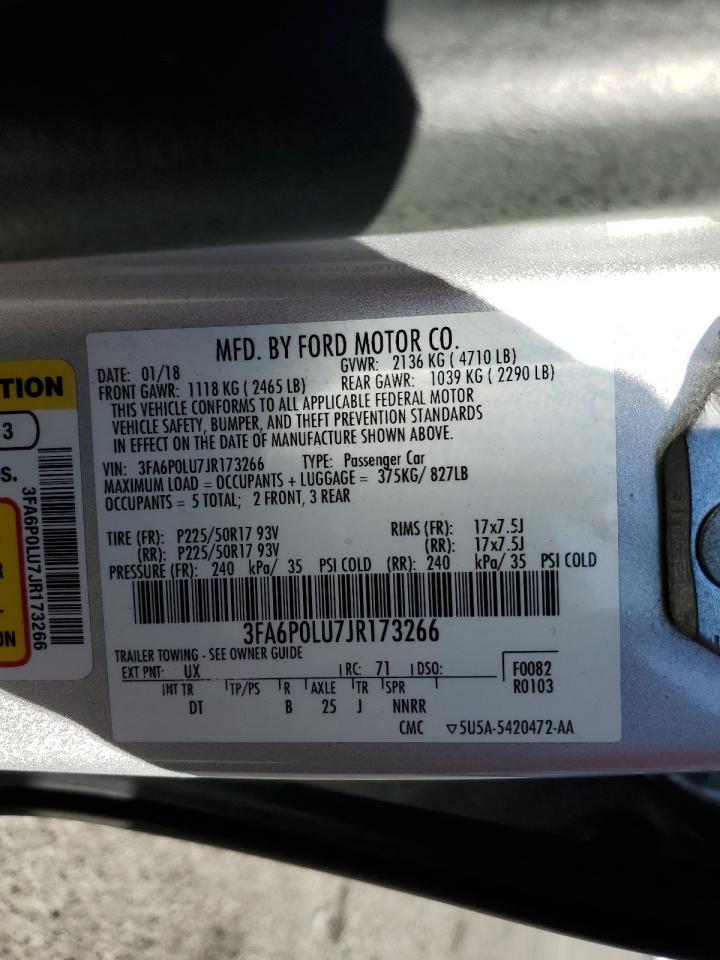 MFD. BY FORD MOTOR CO.
DATE: 01/18 GVWR: 2136 KG ( 4710 LB)
FRONT GAWR: 1118 KG ( 2465 LB) REAR GAWR: 1039 KG ( 2290 LB)
THIS VEHICLE CONFORMS TO ALL APPLICABLE FEDERAL MOTOR
VEHICLE SAFETY, BUMPER, AND THEFT PREVENTION STANDARDS
IN EFFECT ON THE DATE OF MANUFACTURE SHOWN ABOVE.
VIN: 3FA6P0LU7JR173266 TYPE: Passenger Car
MAXIMUM LOAD = OCCUPANTS + LUGGAGE = 375KG/ 827LB
OCCUPANTS = 5 TOTAL; 2 FRONT, 3 REAR
TIRE (FR): P225/50R17 93V RIMS (FR): 17x7.5J
(RR): P225/50R17 93V (RR): 17x7.5J
PRESSURE (FR): 240 kPa/ 35 PSI COLD (RR): 240 kPa/ 35 PSI COLD
3FA6P0LU7JR173266
TRAILER TOWING - SEE OWNER GUIDE
EXT PNT: UX RC: 71 DSO: F0082
INT TR TP/PS R AXLE TR SPR R0103
DT B 25 J NNRR
CMC ▽5U5A-5420472-AA
TION
3
S.
3FA6P0LU7JR173266
R
L.
ON